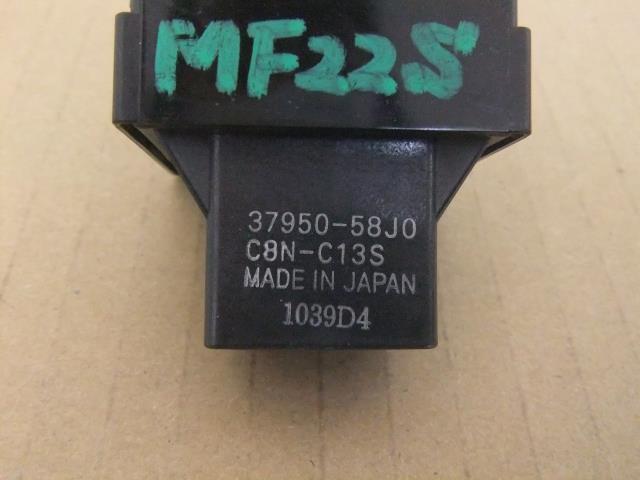 MF22S
37950-58J0
C8N-C13S
MADE IN JAPAN
1039D4